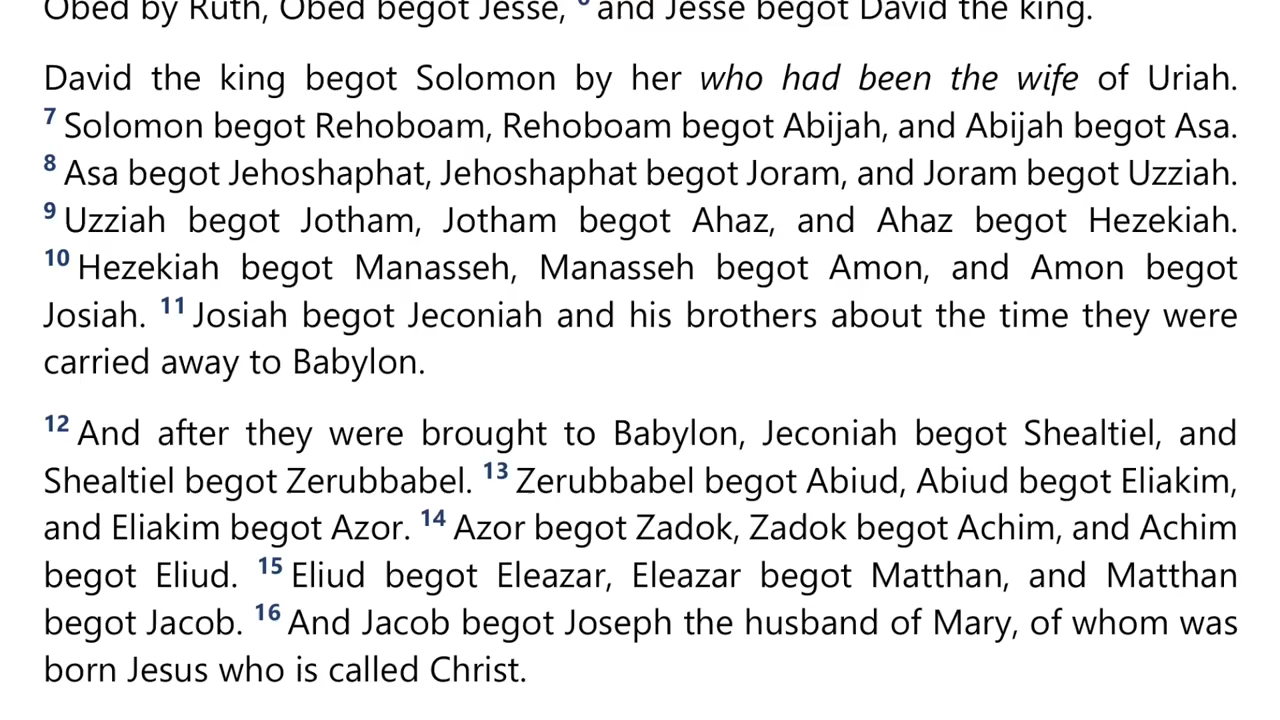 Obed by Ruth, Obed begot Jesse, 6 and Jesse begot David the king.
David the king begot Solomon by her who had been the wife of Uriah.
7 Solomon begot Rehoboam, Rehoboam begot Abijah, and Abijah begot Asa.
8 Asa begot Jehoshaphat, Jehoshaphat begot Joram, and Joram begot Uzziah.
9 Uzziah begot Jotham, Jotham begot Ahaz, and Ahaz begot Hezekiah.
10 Hezekiah begot Manasseh, Manasseh begot Amon, and Amon begot
Josiah. 11 Josiah begot Jeconiah and his brothers about the time they were
carried away to Babylon.
12 And after they were brought to Babylon, Jeconiah begot Shealtiel, and
Shealtiel begot Zerubbabel. 13 Zerubbabel begot Abiud, Abiud begot Eliakim,
and Eliakim begot Azor. 14 Azor begot Zadok, Zadok begot Achim, and Achim
begot Eliud. 15 Eliud begot Eleazar, Eleazar begot Matthan, and Matthan
begot Jacob. 16 And Jacob begot Joseph the husband of Mary, of whom was
born Jesus who is called Christ.